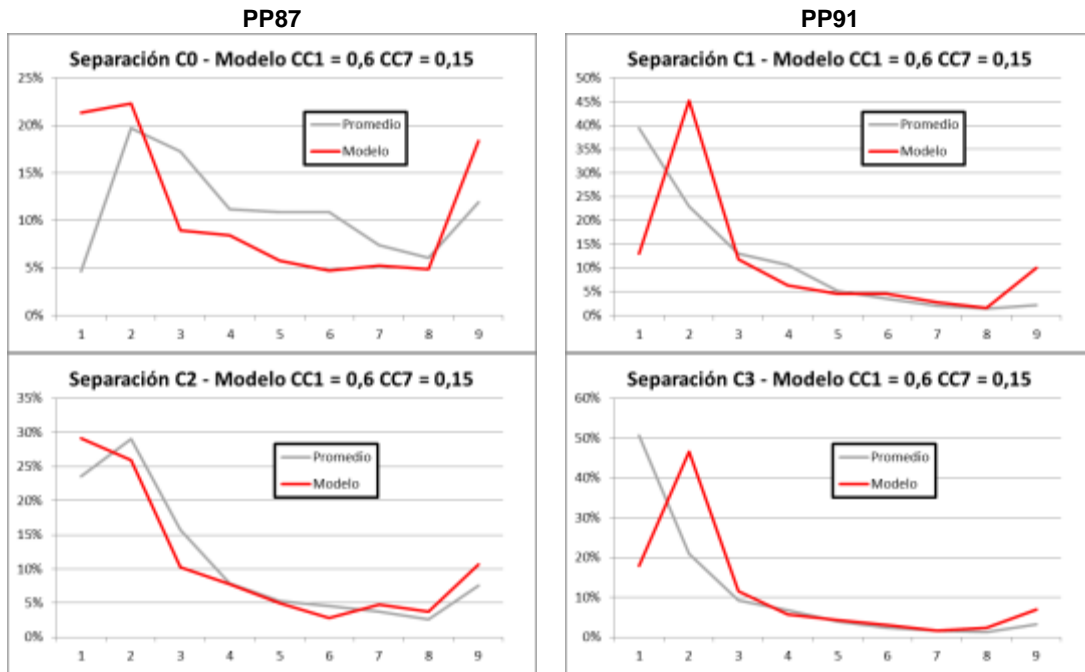 PP87
PP91
Separación C0 - Modelo CC1 = 0,6 CC7 = 0,15
25%
20%
15%
10%
5%
0%
Promedio
Modelo
1 2 3 4 5 6 7 8 9
Separación C1 - Modelo CC1 = 0,6 CC7 = 0,15
50%
45%
40%
35%
30%
25%
20%
15%
10%
5%
0%
Promedio
Modelo
1 2 3 4 5 6 7 8 9
Separación C2 - Modelo CC1 = 0,6 CC7 = 0,15
35%
30%
25%
20%
15%
10%
5%
0%
Promedio
Modelo
1 2 3 4 5 6 7 8 9
Separación C3 - Modelo CC1 = 0,6 CC7 = 0,15
60%
50%
40%
30%
20%
10%
0%
Promedio
Modelo
1 2 3 4 5 6 7 8 9